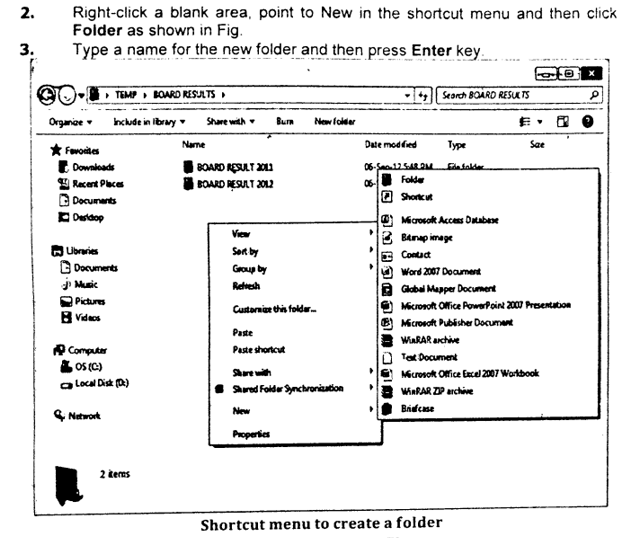 2. Right-click a blank area, point to New in the shortcut menu and then click
Folder as shown in Fig.
3. Type a name for the new folder and then press Enter key.
TEMP BOARD RESULTS Search BOARD RESULTS
Organize Include in library Share with Burn New folder
Favorites
Downloads
Recent Places
Documents
Desktop
Libraries
Documents
Music
Pictures
Videos
Computer
OS (C:)
Local Disk (D:)
Network
Name Date modified Type Size
BOARD RESULT 2011 06-Sep-12 5:48 PM File folder
BOARD RESULT 2012 06-
View
Sort by
Group by
Refresh
Customize this folder...
Paste
Paste shortcut
Share with
Shared Folder Synchronization
New
Properties
Folder
Shortcut
Microsoft Access Database
Bitmap image
Contact
Word 2007 Document
Global Mapper Document
Microsoft Office PowerPoint 2007 Presentation
Microsoft Publisher Document
WinRAR archive
Text Document
Microsoft Office Excel 2007 Workbook
WinRAR ZIP archive
Briefcase
2 items
Shortcut menu to create a folder